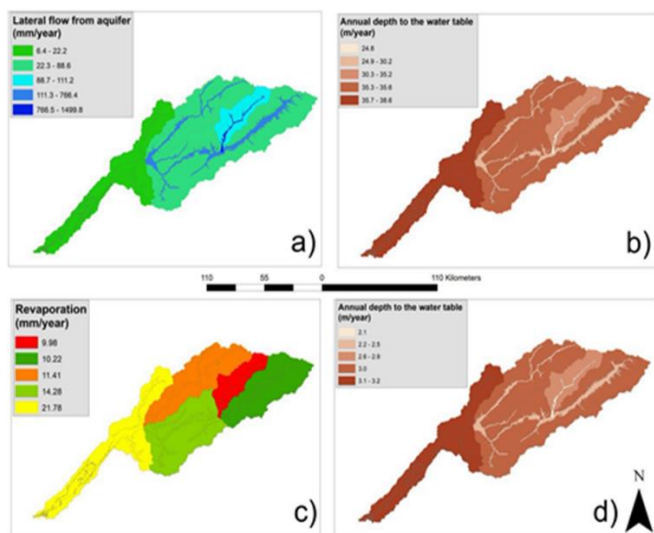 Lateral flow from aquifer
(mm/year)
6.4 - 22.2
22.3 - 88.6
88.7 - 111.2
111.3 - 766.4
766.5 - 1499.8
a)
Annual depth to the water table
(m/year)
24.8
24.9 - 30.2
30.3 - 35.2
35.3 - 35.6
35.7 - 38.6
b)
110 55 0 110 Kilometers
Revaporation
(mm/year)
9.98
10.22
11.41
14.28
21.78
c)
Annual depth to the water table
(m/year)
2.1
2.2 - 2.5
2.6 - 2.9
3.0
3.1 - 3.2
d)
N